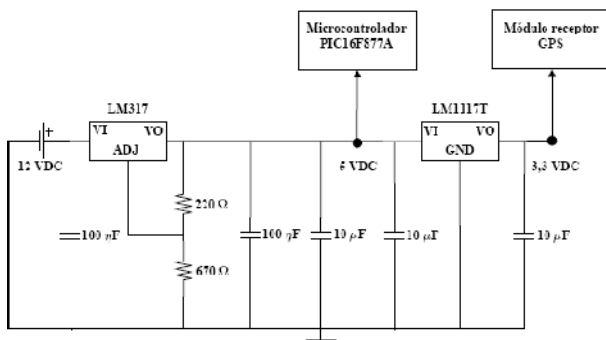 Microcontrolador
PIC16F877A
Módulo receptor
GPS
LM317
VI
VO
ADJ
LM1117T
VI
VO
GND
12 VDC
5 VDC
3,3 VDC
220 Ω
670 Ω
100 ηF
100 ηF
10 μF
10 μF
10 μF